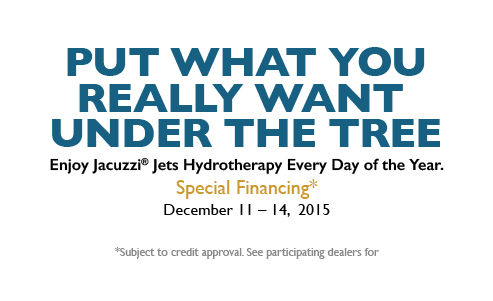 PUT WHAT YOU
REALLY WANT
UNDER THE TREE
Enjoy Jacuzzi® Jets Hydrotherapy Every Day of the Year.
Special Financing*
December 11 – 14, 2015
*Subject to credit approval. See participating dealers for